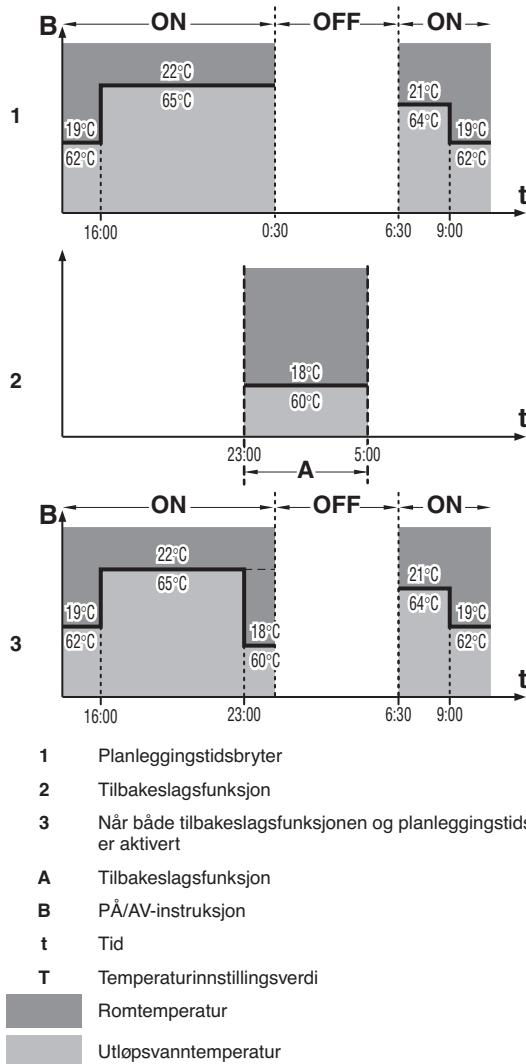 B ON OFF ON
22°C
65°C
21°C
64°C
19°C
62°C
19°C
62°C
1
t
16:00 0:30 6:30 9:00
18°C
60°C
2
t
23:00 5:00
A
B ON OFF ON
22°C
65°C
21°C
64°C
19°C
62°C
18°C
60°C
19°C
62°C
3
t
16:00 23:00 6:30 9:00
1 Planleggingstidsbryter
2 Tilbakeslagsfunksjon
3 Når både tilbakeslagsfunksjonen og planleggingstids
er aktivert
A Tilbakeslagsfunksjon
B PÅ/AV-instruksjon
t Tid
T Temperaturinnstillingsverdi
Romtemperatur
Utløpsvanntemperatur